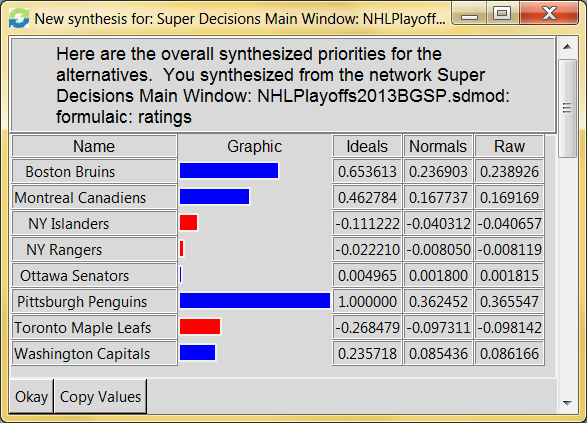 New synthesis for: Super Decisions Main Window: NHLPlayoff...
Here are the overall synthesized priorities for the
alternatives. You synthesized from the network Super
Decisions Main Window: NHLPlayoffs2013BGSP.sdmod:
formulaic: ratings
Name Graphic Ideals Normals Raw
Boston Bruins 0.653613 0.236903 0.238926
Montreal Canadiens 0.462784 0.167737 0.169169
NY Islanders -0.111222 -0.040312 -0.040657
NY Rangers -0.022210 -0.008050 -0.008119
Ottawa Senators 0.004965 0.001800 0.001815
Pittsburgh Penguins 1.000000 0.362452 0.365547
Toronto Maple Leafs -0.268479 -0.097311 -0.098142
Washington Capitals 0.235718 0.085436 0.086166
Okay Copy Values